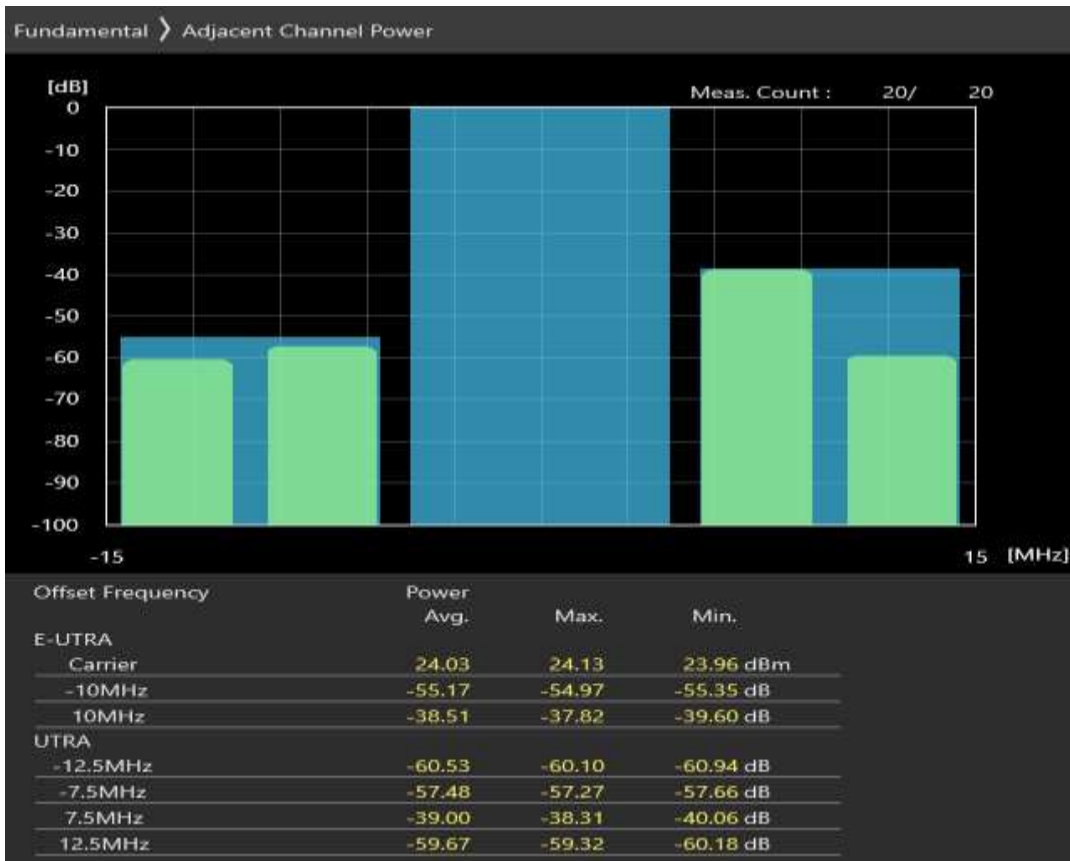 Fundamental ❯ Adjacent Channel Power
[dB]
Meas. Count : 20/ 20
0
-10
-20
-30
-40
-50
-60
-70
-80
-90
-100
-15 15 [MHz]
Offset Frequency Power
Avg. Max. Min.
E-UTRA
Carrier 24.03 24.13 23.96 dBm
-10MHz -55.17 -54.97 -55.35 dB
10MHz -38.51 -37.82 -39.60 dB
UTRA
-12.5MHz -60.53 -60.10 -60.94 dB
-7.5MHz -57.48 -57.27 -57.66 dB
7.5MHz -39.00 -38.31 -40.06 dB
12.5MHz -59.67 -59.32 -60.18 dB